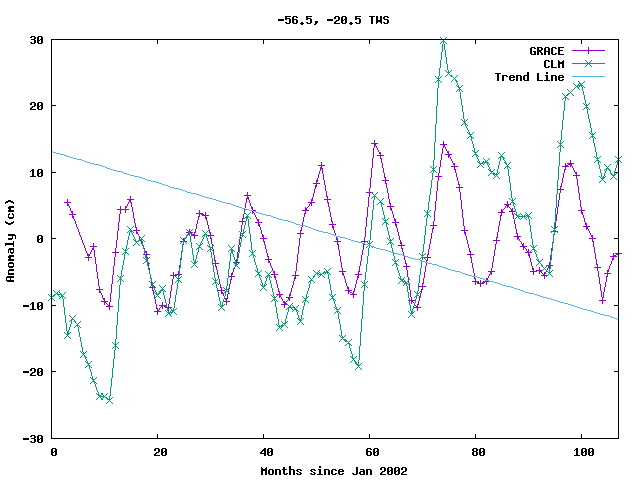 -56.5, -20.5 TWS
GRACE
CLM
Trend Line
30
20
10
0
-10
-20
-30
Anomaly (cm)
0 20 40 60 80 100
Months since Jan 2002